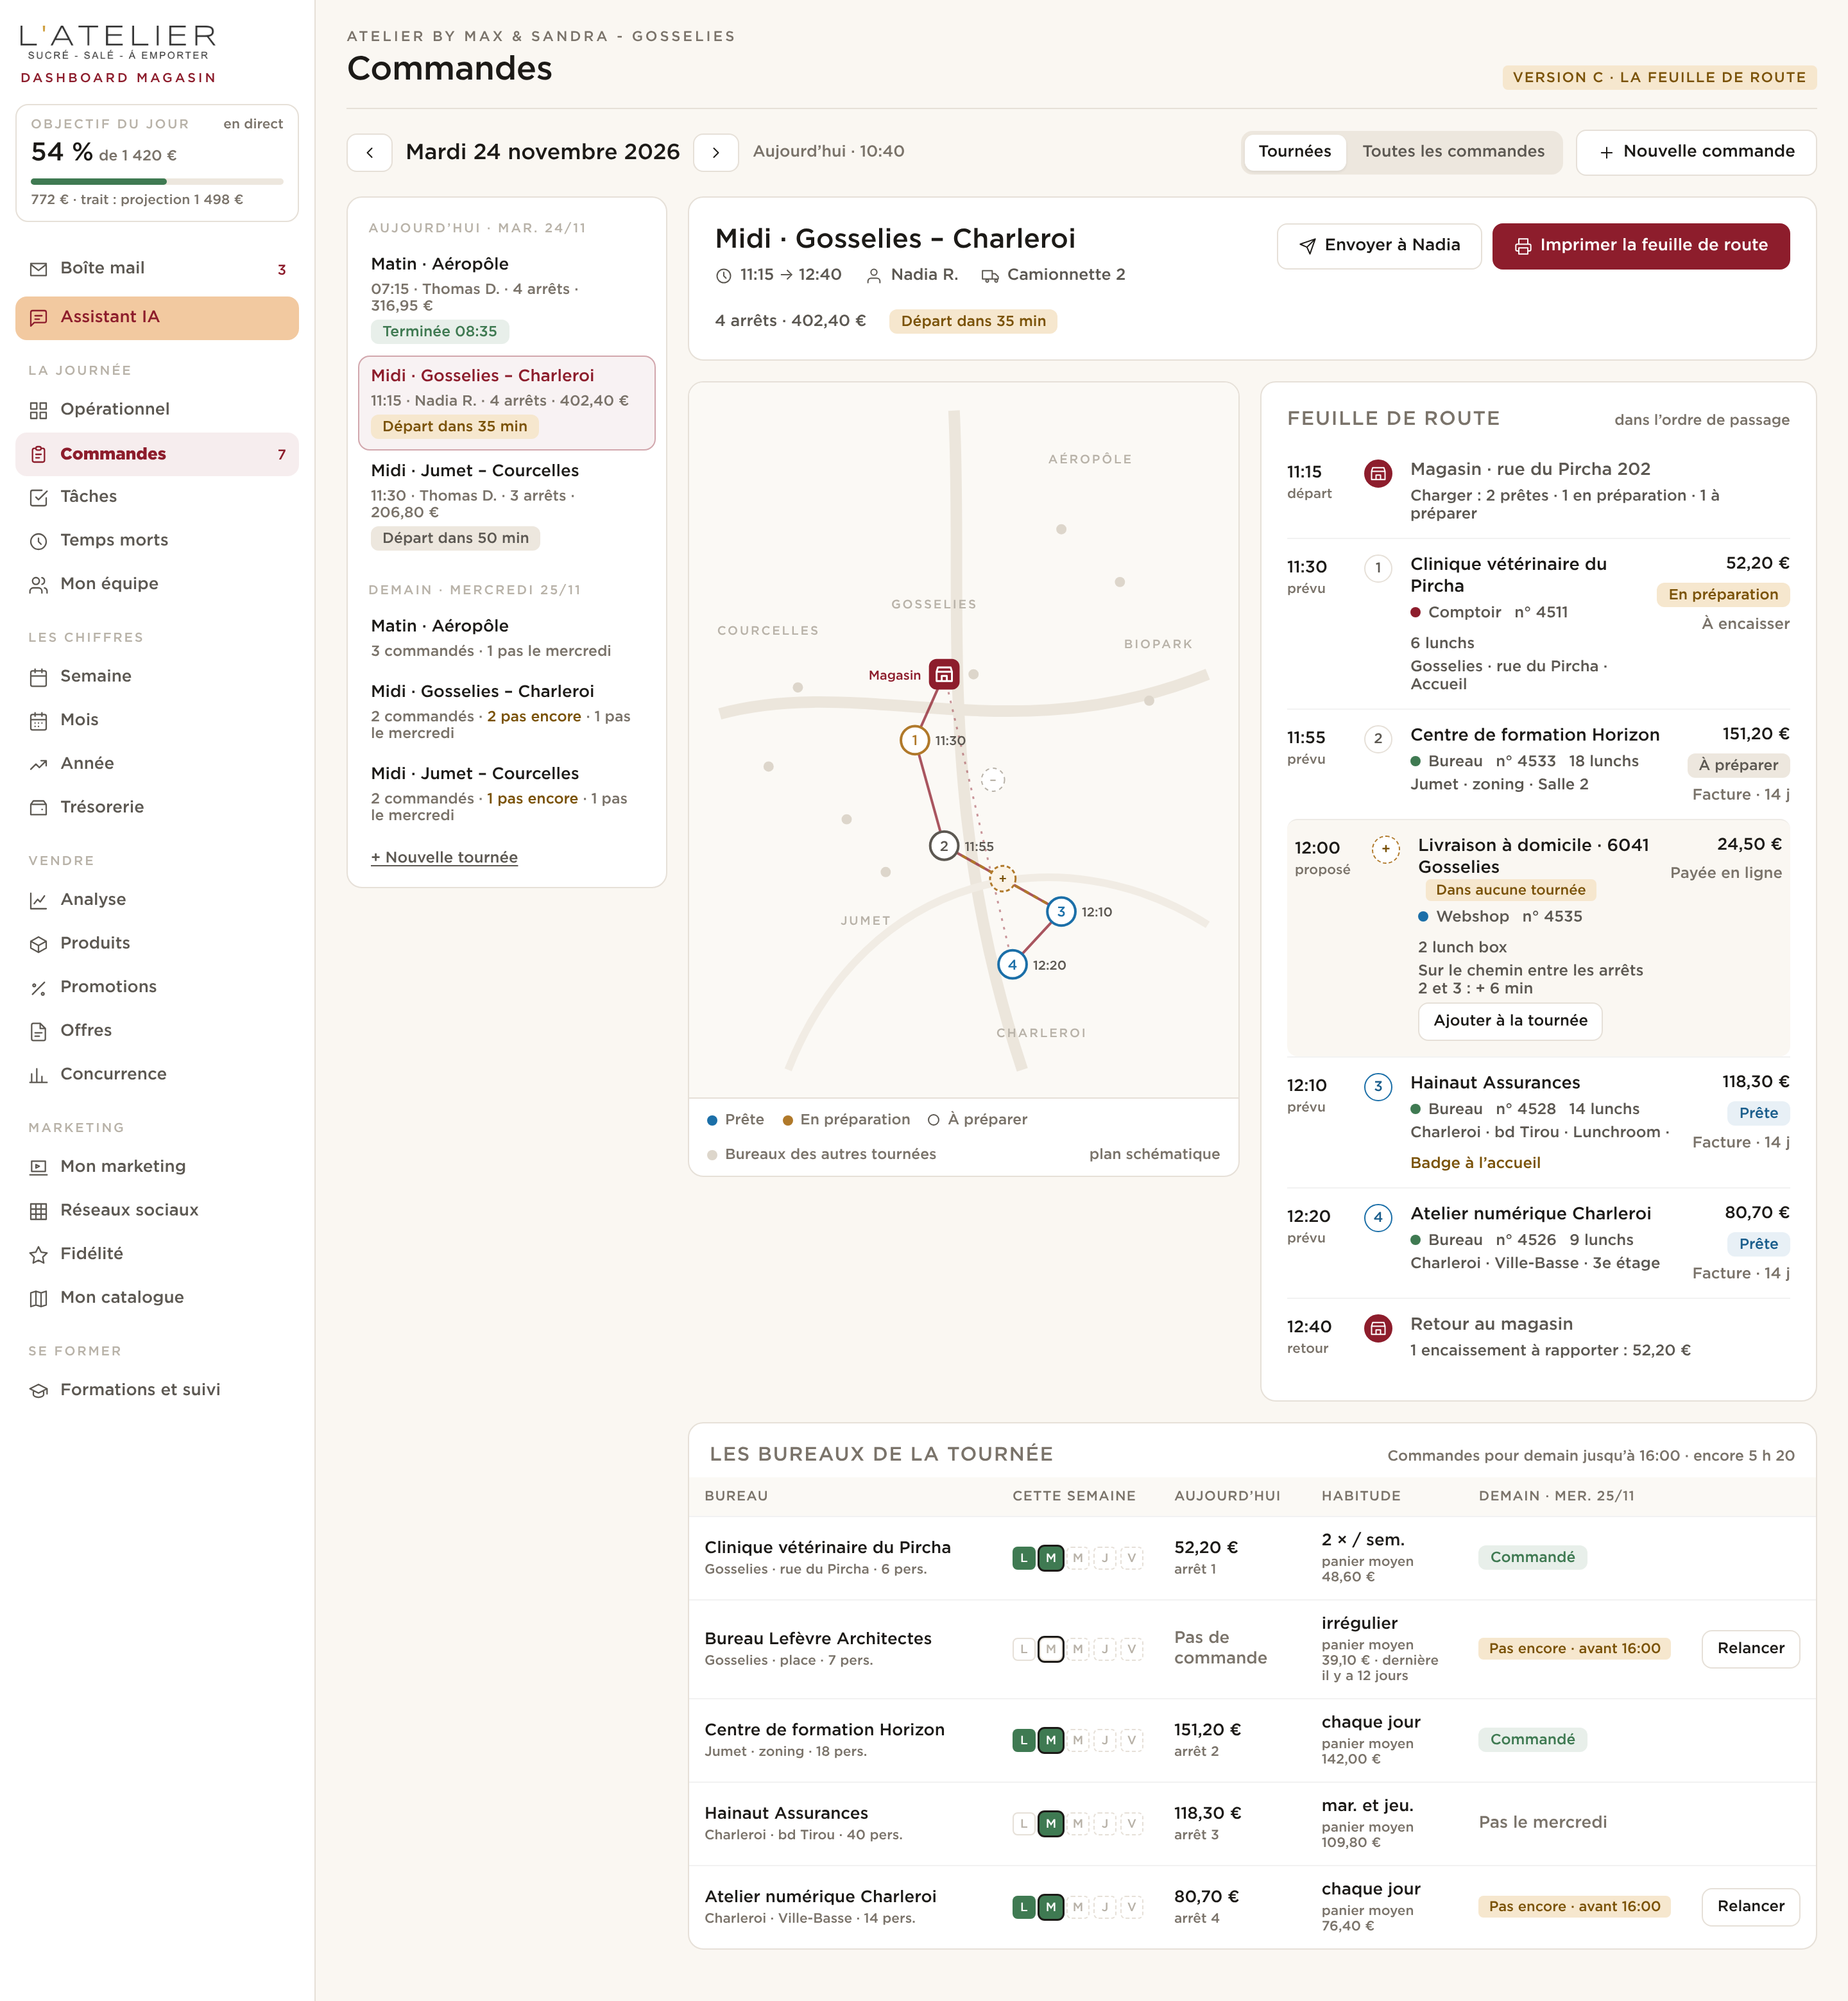 L'ATELIER
SUCRÉ - SALÉ - À EMPORTER
DASHBOARD MAGASIN
OBJECTIF DU JOUR en direct
54 % de 1 420 €
772 € · trait : projection 1 498 €
Boîte mail 3
Assistant IA
LA JOURNÉE
Opérationnel
Commandes 7
Tâches
Temps morts
Mon équipe
LES CHIFFRES
Semaine
Mois
Année
Trésorerie
VENDRE
Analyse
Produits
Promotions
Offres
Concurrence
MARKETING
Mon marketing
Réseaux sociaux
Fidélité
Mon catalogue
SE FORMER
Formations et suivi
ATELIER BY MAX & SANDRA - GOSSELIES
Commandes
VERSION C · LA FEUILLE DE ROUTE
Mardi 24 novembre 2026
Aujourd’hui · 10:40
Tournées
Toutes les commandes
+ Nouvelle commande
AUJOURD’HUI · MAR. 24/11
Matin · Aéropôle
07:15 · Thomas D. · 4 arrêts ·
316,95 €
Terminée 08:35
Midi · Gosselies – Charleroi
11:15 · Nadia R. · 4 arrêts · 402,40 €
Départ dans 35 min
Midi · Jumet – Courcelles
11:30 · Thomas D. · 3 arrêts ·
206,80 €
Départ dans 50 min
DEMAIN · MERCREDI 25/11
Matin · Aéropôle
3 commandés · 1 pas le mercredi
Midi · Gosselies – Charleroi
2 commandés · 2 pas encore · 1 pas
le mercredi
Midi · Jumet – Courcelles
2 commandés · 1 pas encore · 1 pas
le mercredi
+ Nouvelle tournée
Midi · Gosselies – Charleroi
11:15 → 12:40 Nadia R. Camionnette 2
4 arrêts · 402,40 € Départ dans 35 min
Envoyer à Nadia
Imprimer la feuille de route
AÉROPÔLE
GOSSELIES
COURCELLES
BIOPARK
Magasin
1 11:30
–
2 11:55
+
3 12:10
JUMET
4 12:20
CHARLEROI
Prête En préparation À préparer
Bureaux des autres tournées plan schématique
FEUILLE DE ROUTE dans l’ordre de passage
11:15
départ
Magasin · rue du Pircha 202
Charger : 2 prêtes · 1 en préparation · 1 à
préparer
11:30
prévu
1
Clinique vétérinaire du
Pircha
Comptoir n° 4511
6 lunchs
Gosselies · rue du Pircha ·
Accueil
52,20 €
En préparation
À encaisser
11:55
prévu
2
Centre de formation Horizon
Bureau n° 4533 18 lunchs
Jumet · zoning · Salle 2
151,20 €
À préparer
Facture · 14 j
12:00
proposé
+
Livraison à domicile · 6041
Gosselies
Dans aucune tournée
Webshop n° 4535
2 lunch box
Sur le chemin entre les arrêts
2 et 3 : + 6 min
Ajouter à la tournée
24,50 €
Payée en ligne
12:10
prévu
3
Hainaut Assurances
Bureau n° 4528 14 lunchs
Charleroi · bd Tirou · Lunchroom ·
Badge à l’accueil
118,30 €
Prête
Facture · 14 j
12:20
prévu
4
Atelier numérique Charleroi
Bureau n° 4526 9 lunchs
Charleroi · Ville-Basse · 3e étage
80,70 €
Prête
Facture · 14 j
12:40
retour
Retour au magasin
1 encaissement à rapporter : 52,20 €
LES BUREAUX DE LA TOURNÉE Commandes pour demain jusqu’à 16:00 · encore 5 h 20
BUREAU CETTE SEMAINE AUJOURD’HUI HABITUDE DEMAIN · MER. 25/11
Clinique vétérinaire du Pircha
Gosselies · rue du Pircha · 6 pers.
L M M J V
52,20 €
arrêt 1
2 × / sem.
panier moyen
48,60 €
Commandé
Bureau Lefèvre Architectes
Gosselies · place · 7 pers.
L M M J V
Pas de
commande
irrégulier
panier moyen
39,10 € · dernière
il y a 12 jours
Pas encore · avant 16:00
Relancer
Centre de formation Horizon
Jumet · zoning · 18 pers.
L M M J V
151,20 €
arrêt 2
chaque jour
panier moyen
142,00 €
Commandé
Hainaut Assurances
Charleroi · bd Tirou · 40 pers.
L M M J V
118,30 €
arrêt 3
mar. et jeu.
panier moyen
109,80 €
Pas le mercredi
Atelier numérique Charleroi
Charleroi · Ville-Basse · 14 pers.
L M M J V
80,70 €
arrêt 4
chaque jour
panier moyen
76,40 €
Pas encore · avant 16:00
Relancer